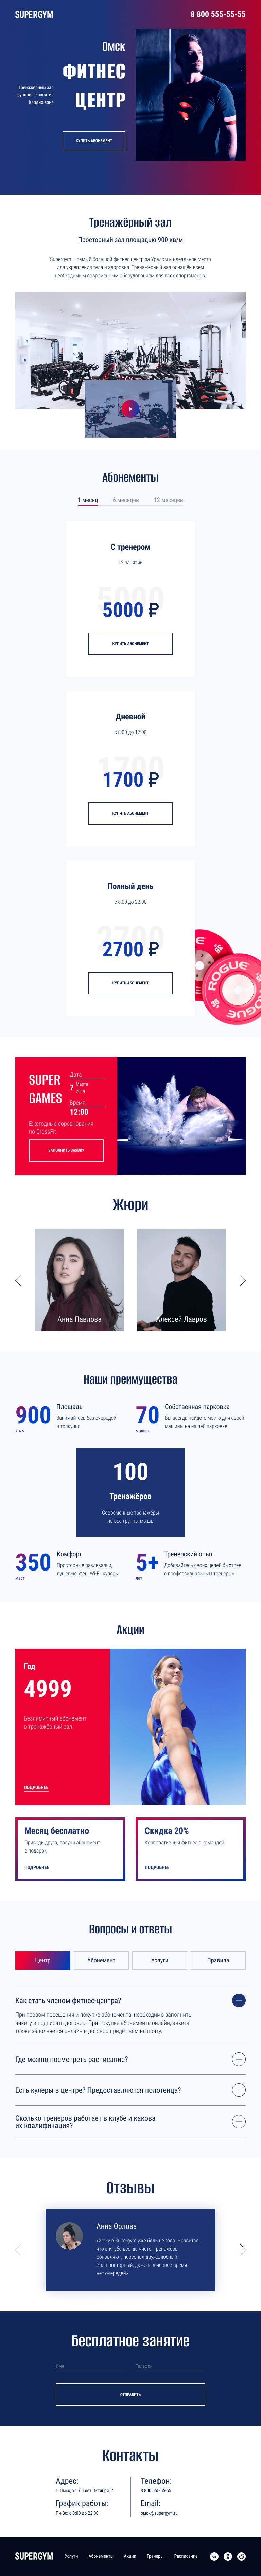 SUPERGYM
8 800 555-55-55
Омск
ФИТНЕС
ЦЕНТР
Тренажёрный зал
Групповые занятия
Кардио-зона
КУПИТЬ АБОНЕМЕНТ
Тренажёрный зал
Просторный зал площадью 900 кв/м
Supergym – самый большой фитнес центр за Уралом и идеальное место
для укрепления тела и здоровья. Тренажёрный зал оснащён всем
необходимым современным оборудованием для всех спортсменов.
Абонементы
1 месяц
6 месяцев
12 месяцев
С тренером
12 занятий
5000
5000 ₽
КУПИТЬ АБОНЕМЕНТ
Дневной
с 8:00 до 17:00
1700
1700 ₽
КУПИТЬ АБОНЕМЕНТ
Полный день
с 8:00 до 22:00
2700
2700 ₽
КУПИТЬ АБОНЕМЕНТ
ROGUE
ROGUE
SUPER
GAMES
Дата
7 Марта
2019
Время
12:00
Ежегодные соревнования
по CrossFit
ЗАПОЛНИТЬ ЗАЯВКУ
Жюри
Анна Павлова
Алексей Лавров
Наши преимущества
900
кв/м
Площадь
Занимайтесь без очередей
и толкучки
70
машин
Собственная парковка
Вы всегда найдёте место для своей
машины на нашей парковке
100
Тренажёров
Современные тренажёры
на все группы мышц
350
мест
Комфорт
Просторные раздевалки,
душевые, фен, Wi-Fi, кулеры
5+
лет
Тренерский опыт
Добивайтесь своих целей быстрее
с профессиональным тренером
Акции
Год
4999
Безлимитный абонемент
в тренажёрный зал
ПОДРОБНЕЕ
Месяц бесплатно
Приведи друга, получи абонемент
в подарок
ПОДРОБНЕЕ
Скидка 20%
Корпоративный фитнес с командой
ПОДРОБНЕЕ
Вопросы и ответы
Центр
Абонемент
Услуги
Правила
Как стать членом фитнес-центра?
При первом посещении и покупке абонемента, необходимо заполнить
анкету и подписать договор. При покупке абонемента онлайн, анкета
также заполняется онлайн и договор придёт вам на почту.
Где можно посмотреть расписание?
Есть кулеры в центре? Предоставляются полотенца?
Сколько тренеров работает в клубе и какова
их квалификация?
Отзывы
Анна Орлова
«Хожу в Supergym уже больше года. Нравится,
что в клубе всегда чисто, тренажёры
обновляют, персонал дружелюбный.
Зал просторный, даже в вечернее время
нет очередей»
Бесплатное занятие
Имя
Телефон
ОТПРАВИТЬ
Контакты
Адрес:
г. Омск, ул. 60 лет Октября, 7
График работы:
Пн-Вс: с 8:00 до 22:00
Телефон:
8 800 555-55-55
Email:
омск@supergym.ru
SUPERGYM
Услуги
Абонементы
Акции
Тренеры
Расписание